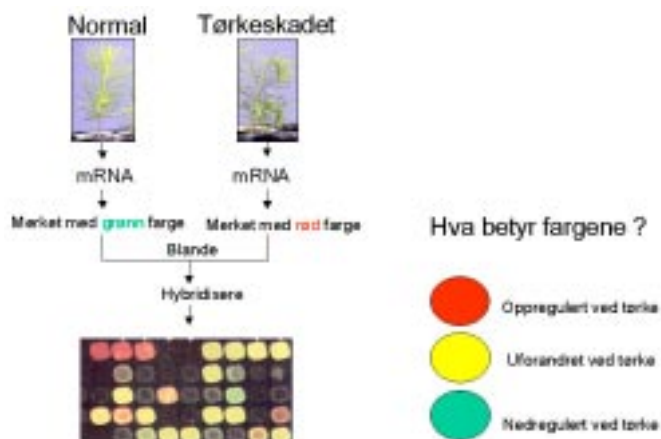 Normal
Tørkeskadet
mRNA
mRNA
Merket med grønn farge
Merket med rød farge
Blande
Hybridisere
Hva betyr fargene ?
Oppregulert ved tørke
Uforandret ved tørke
Nedregulert ved tørke